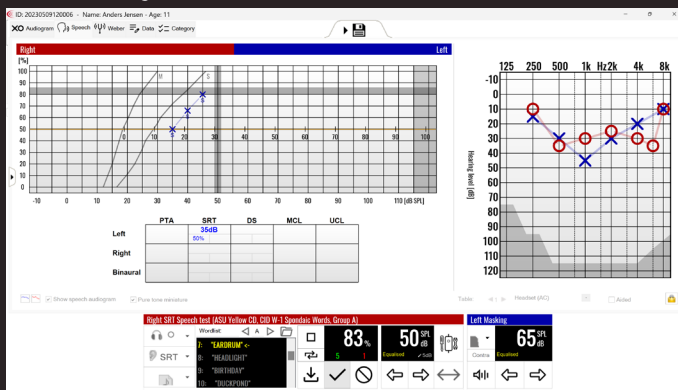 ID: 20230509120006 - Name: Anders Jensen - Age: 11
Audiogram Speech Weber Data Category
Right Left
[%]
100
90
80
70
60
50
40
30
20
10
0
M S
0 10 20 30 40 50 60 70 80 90 100
S S S
-10 0 10 20 30 40 50 60 70 80 90 100 110 [dB SPL]
125 250 500 1k Hz 2k 4k 8k
-10
0
10
20
30
40
50
60
70
80
90
100
110
120
Hearing level [dB]
PTA SRT DS MCL UCL
Left 35dB
50%
Right
Binaural
Show speech audiogram Pure tone miniature
Table: 1 Headset (AC) Aided
Right SRT Speech test (ASU Yellow CD, CID W-1 Spondaic Words, Group A)
Left Masking
Wordlist: A
7: "EARDRUM" <-
8: "HEADLIGHT"
9: "BIRTHDAY"
10: "DUCKPOND"
SRT
83 %
5 1
50 SPL dB
Equalised 5dB
Contra
65 SPL dB
Equalised